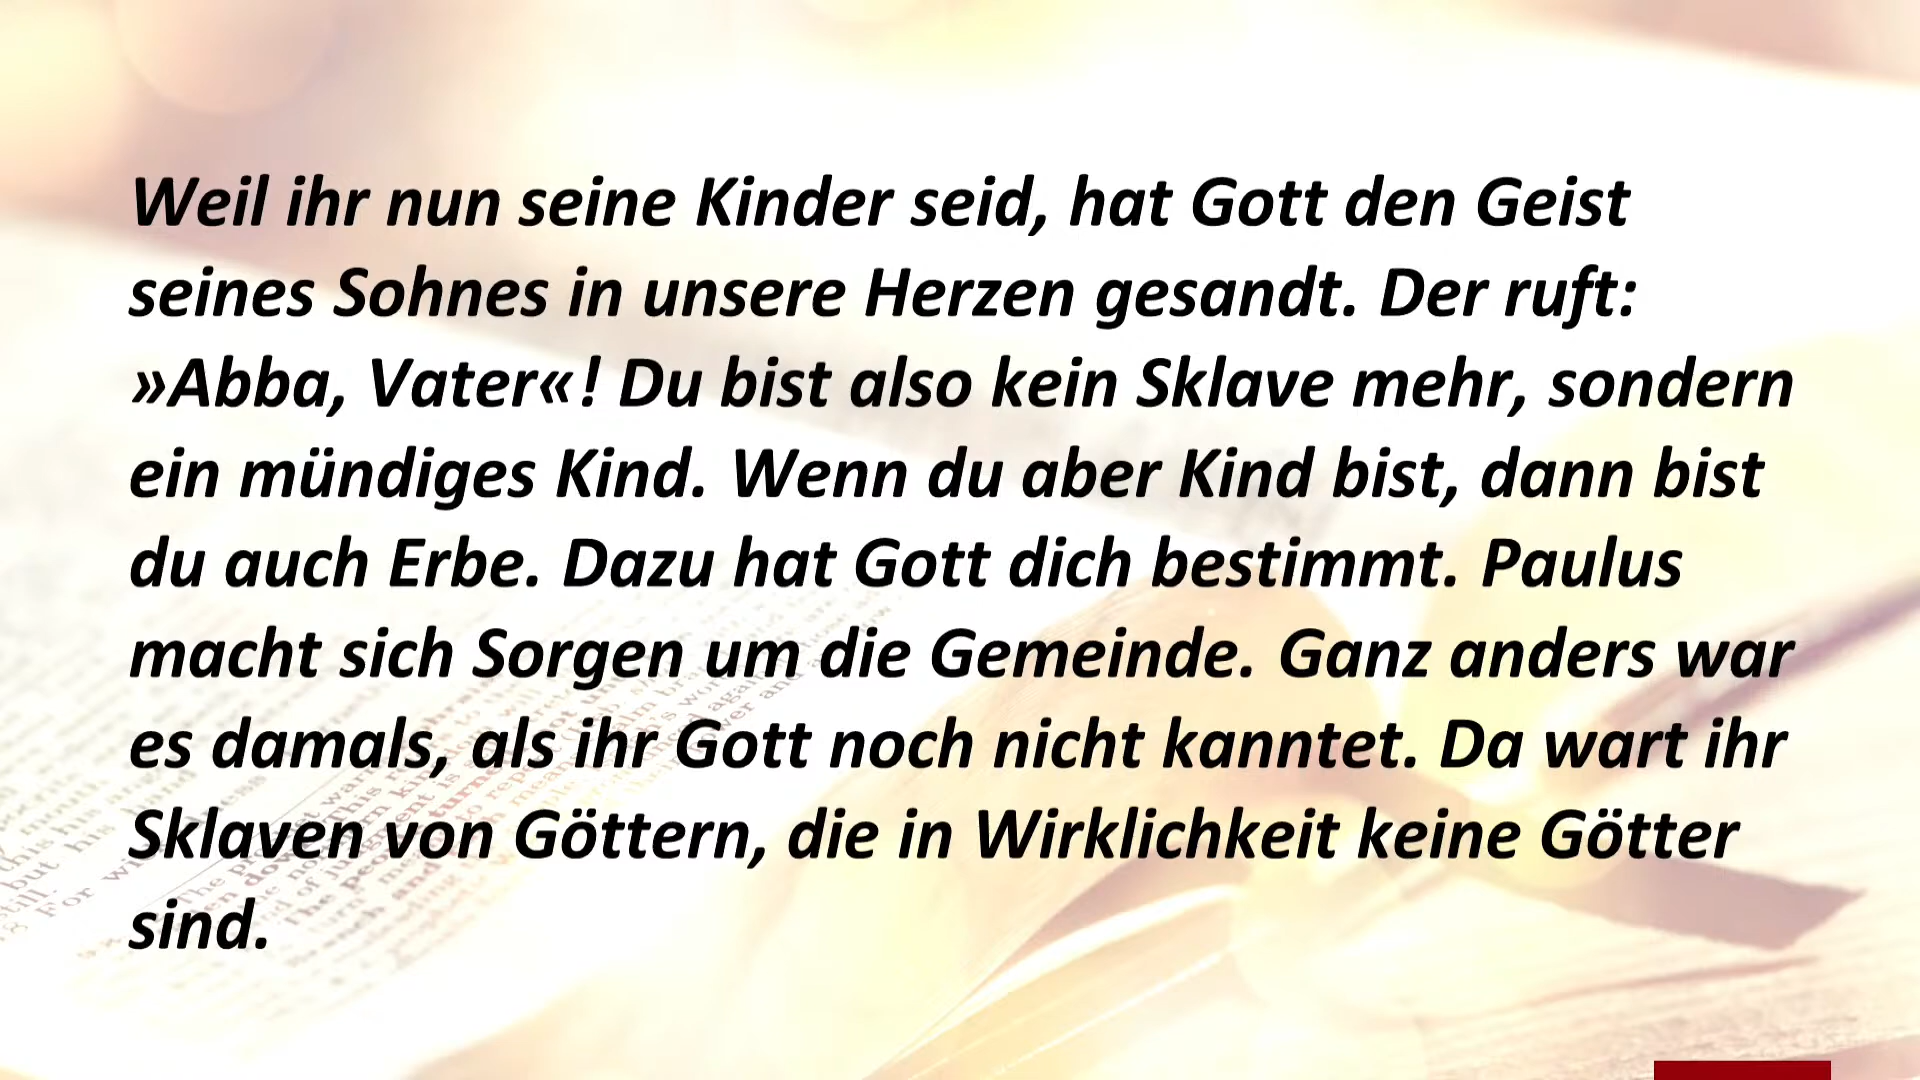 Weil ihr nun seine Kinder seid, hat Gott den Geist
seines Sohnes in unsere Herzen gesandt. Der ruft:
»Abba, Vater«! Du bist also kein Sklave mehr, sondern
ein mündiges Kind. Wenn du aber Kind bist, dann bist
du auch Erbe. Dazu hat Gott dich bestimmt. Paulus
macht sich Sorgen um die Gemeinde. Ganz anders war
es damals, als ihr Gott noch nicht kanntet. Da wart ihr
Sklaven von Göttern, die in Wirklichkeit keine Götter
sind.